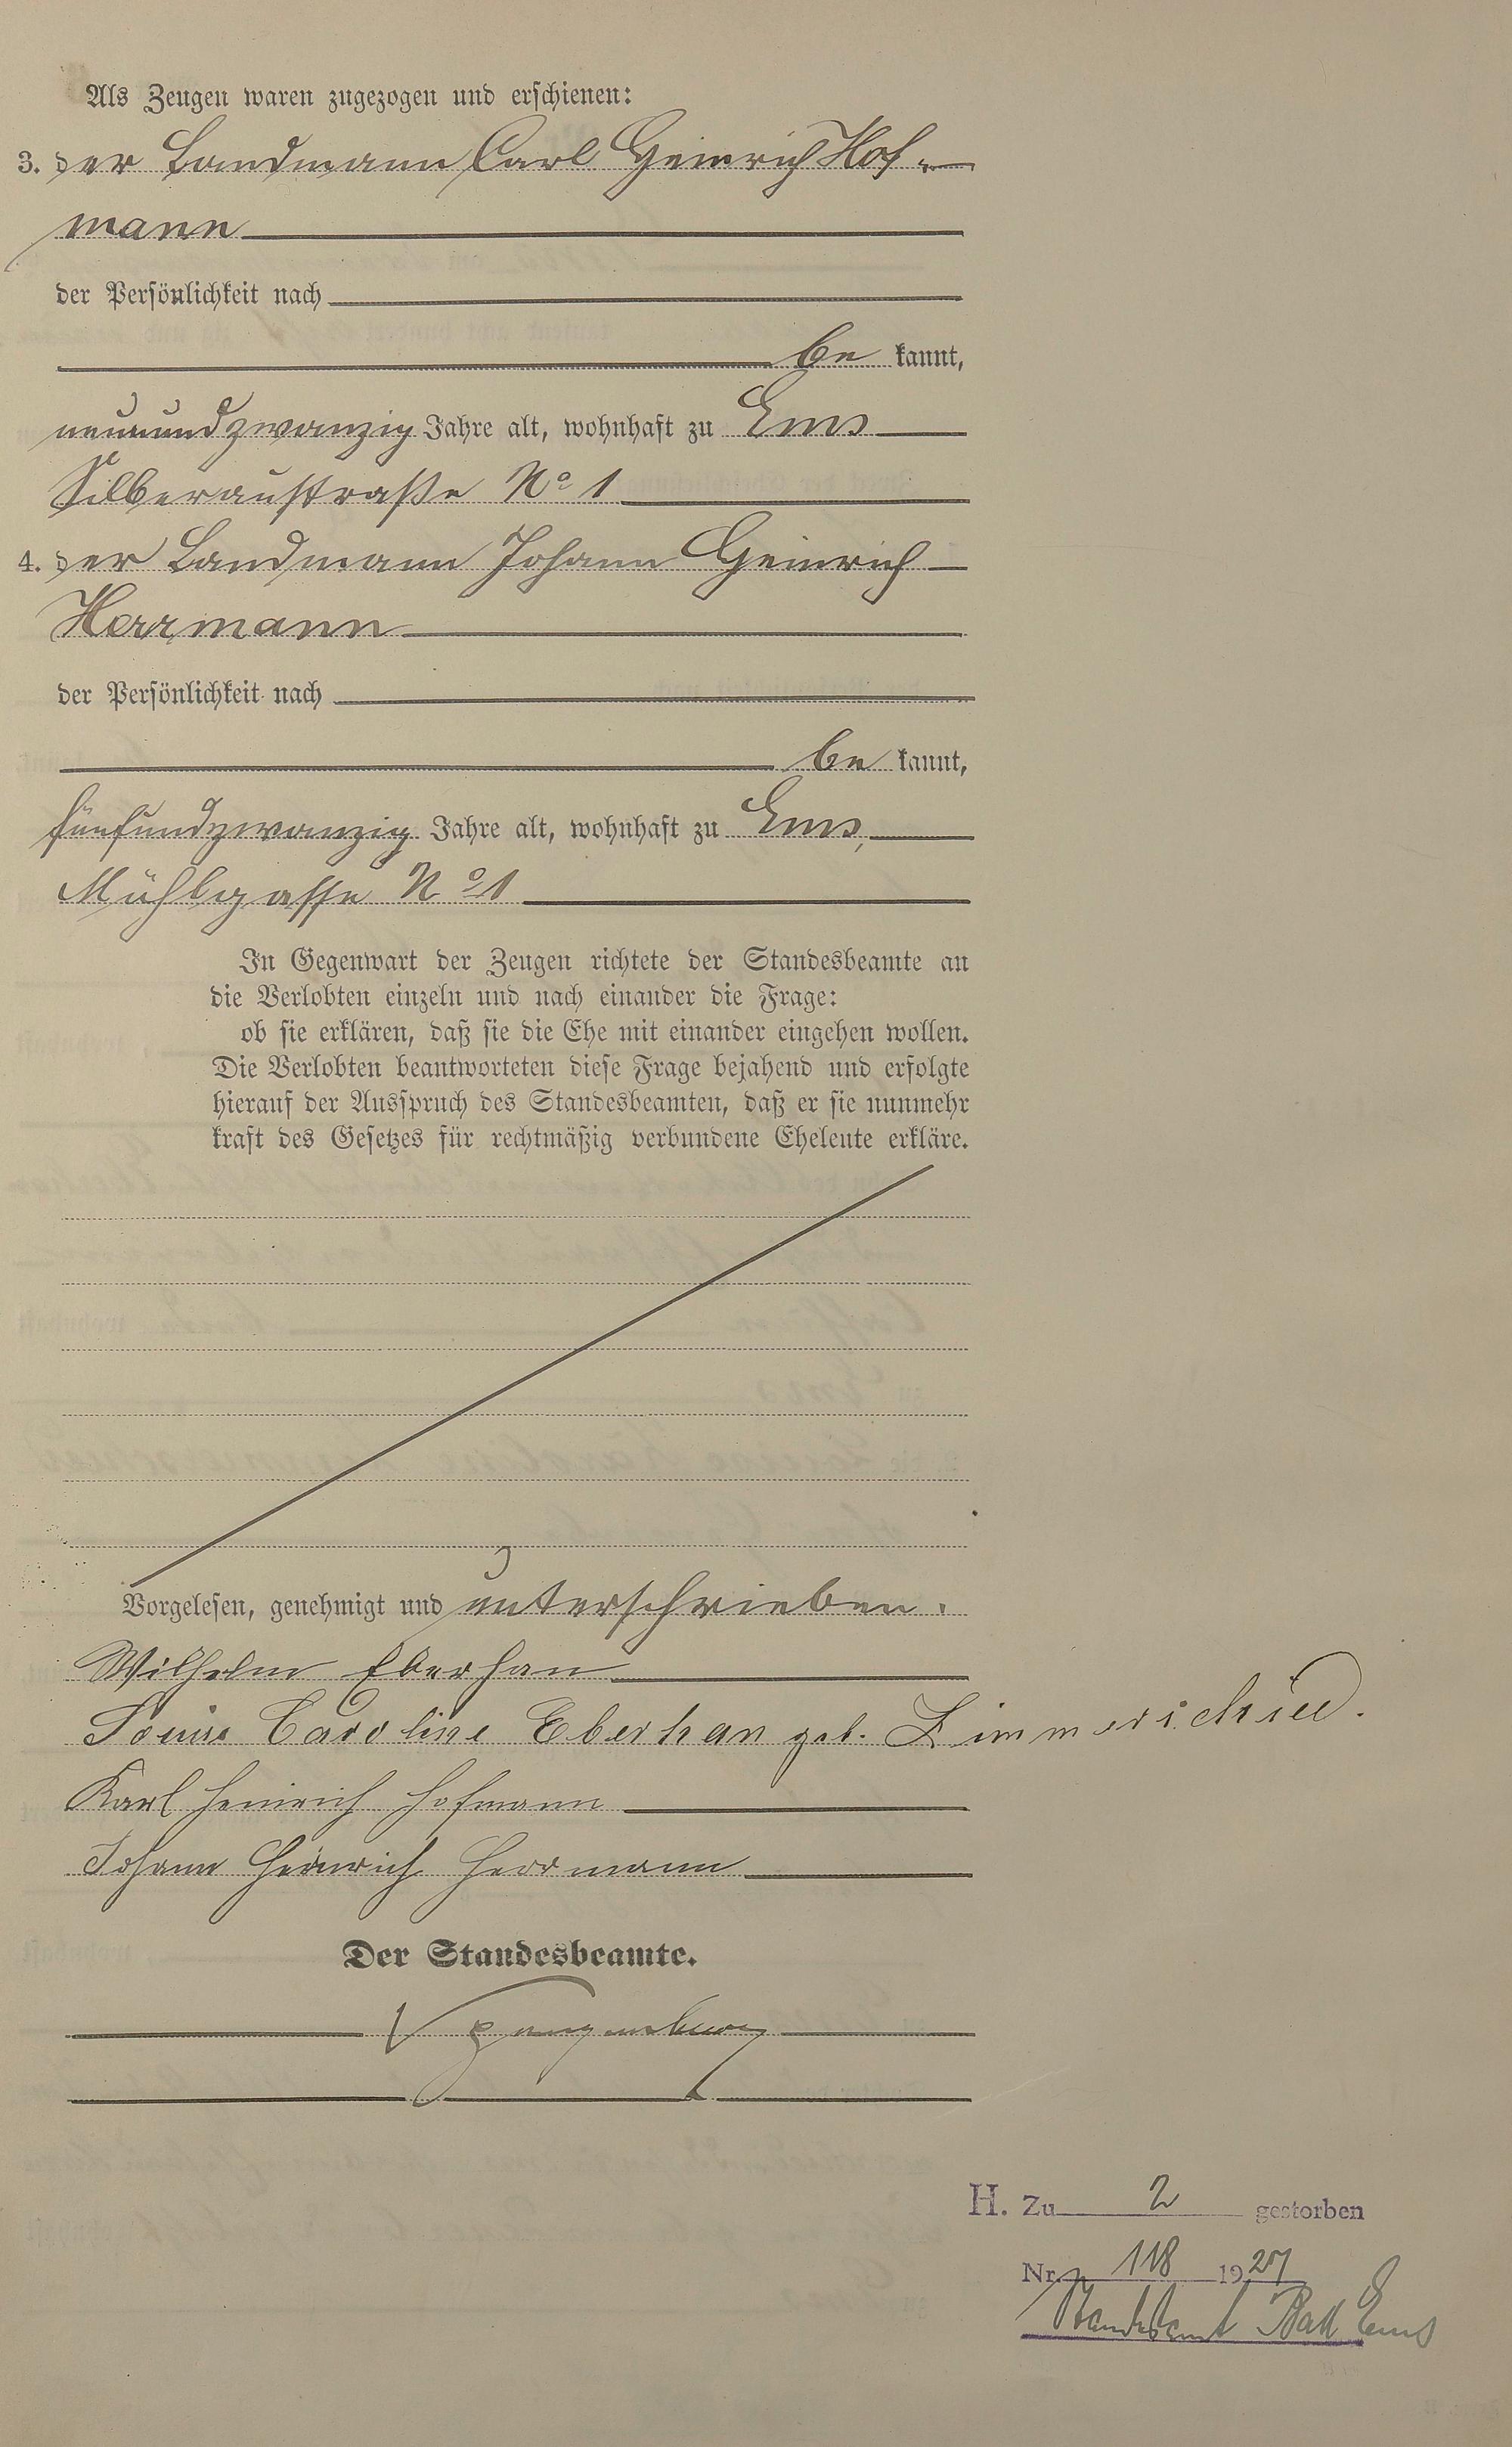 Als Zeugen waren zugezogen und erschienen:
3. der Landmann Carl Heinrich Hof-
mann
der Persönlichkeit nach
be kannt,
neunundzwanzig Jahre alt, wohnhaft zu Ems
Silberaustraße No 1
4. der Landmann Johann Heinrich
Herrmann
der Persönlichkeit nach
be kannt,
fünfundzwanzig Jahre alt, wohnhaft zu Ems,
Mühlgasse No 1
In Gegenwart der Zeugen richtete der Standesbeamte an
die Verlobten einzeln und nach einander die Frage:
ob sie erklären, daß sie die Ehe mit einander eingehen wollen.
Die Verlobten beantworteten diese Frage bejahend und erfolgte
hierauf der Ausspruch des Standesbeamten, daß er sie nunmehr
kraft des Gesetzes für rechtmäßig verbundene Eheleute erkläre.
Vorgelesen, genehmigt und unterschrieben.
Wilhelm Eberhan
Louise Caroline Eberhan geb. Zimmerschied.
Karl Heinrich Hofmann
Johann Heinrich Herrmann
Der Standesbeamte.
H. Zu 2 gestorben
Nr. 118 1927
Standesamt Bad Ems